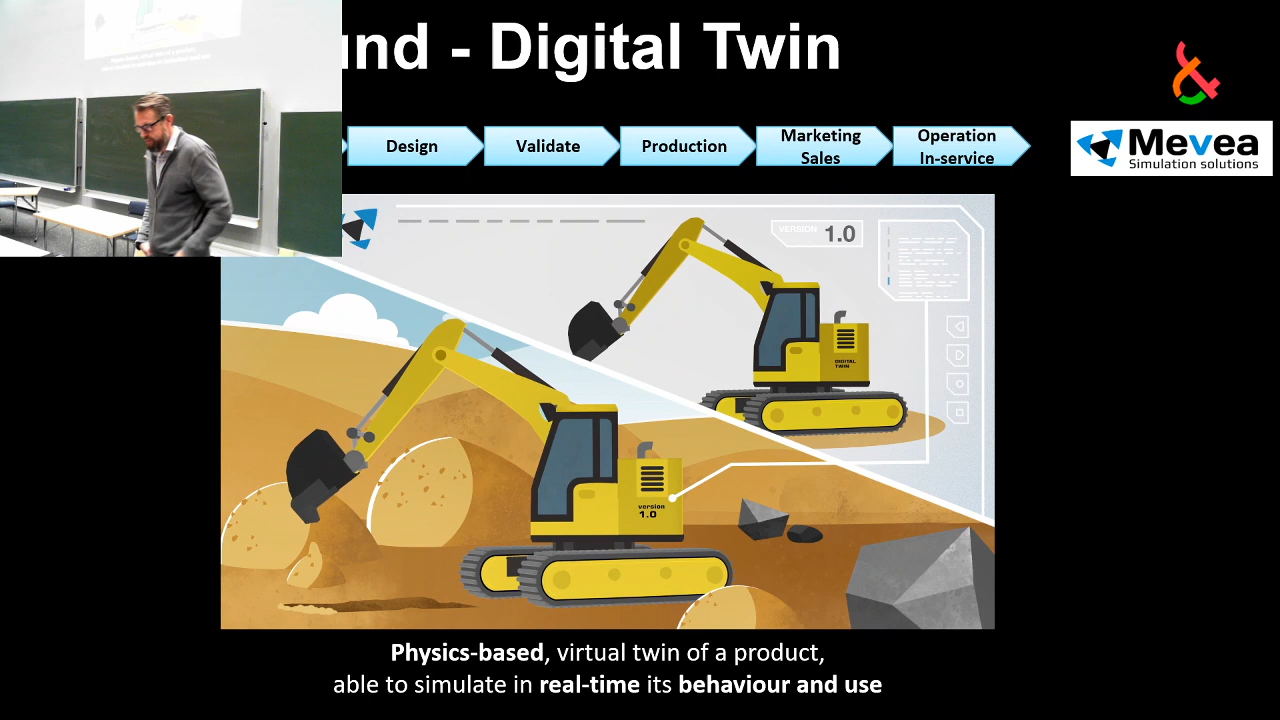 und - Digital Twin
Design
Validate
Production
Marketing
Sales
Operation
In-service
Mevea
Simulation solutions
VERSION 1.0
DIGITAL
TWIN
version
1.0
Physics-based, virtual twin of a product,
able to simulate in real-time its behaviour and use